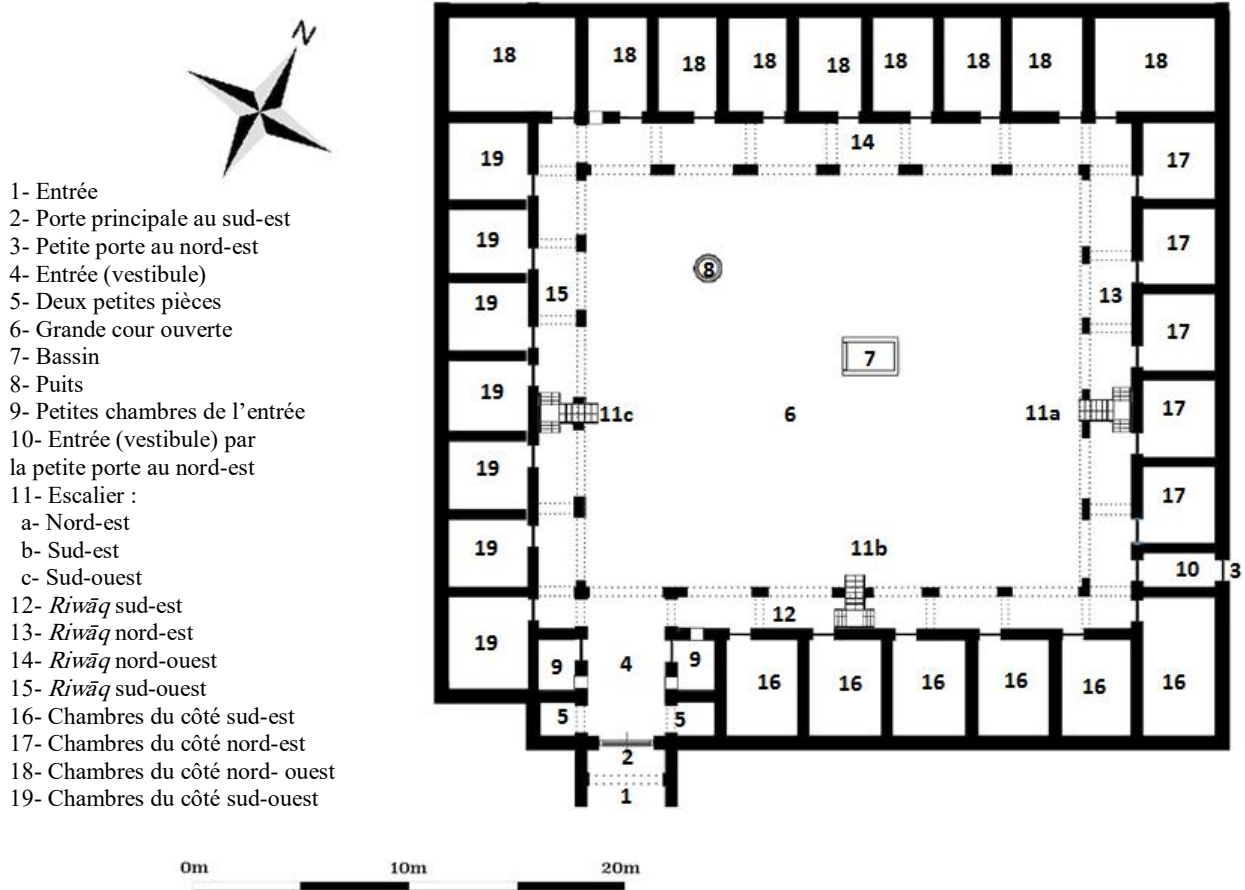 N
1- Entrée
2- Porte principale au sud-est
3- Petite porte au nord-est
4- Entrée (vestibule)
5- Deux petites pièces
6- Grande cour ouverte
7- Bassin
8- Puits
9- Petites chambres de l’entrée
10- Entrée (vestibule) par
la petite porte au nord-est
11- Escalier :
a- Nord-est
b- Sud-est
c- Sud-ouest
12- Riwāq sud-est
13- Riwāq nord-est
14- Riwāq nord-ouest
15- Riwāq sud-ouest
16- Chambres du côté sud-est
17- Chambres du côté nord-est
18- Chambres du côté nord- ouest
19- Chambres du côté sud-ouest
18 18 18 18 18 18 18 18 18
14
19 17
19 17
8
15 13
19 17
7
19 11c 6 11a 17
19 17
19 11b 10 3
12
19 9 4 9 16 16 16 16 16 16
5 5
2
1
0m 10m 20m